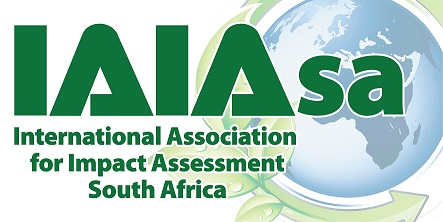 IAIAsa
International Association
for Impact Assessment
South Africa